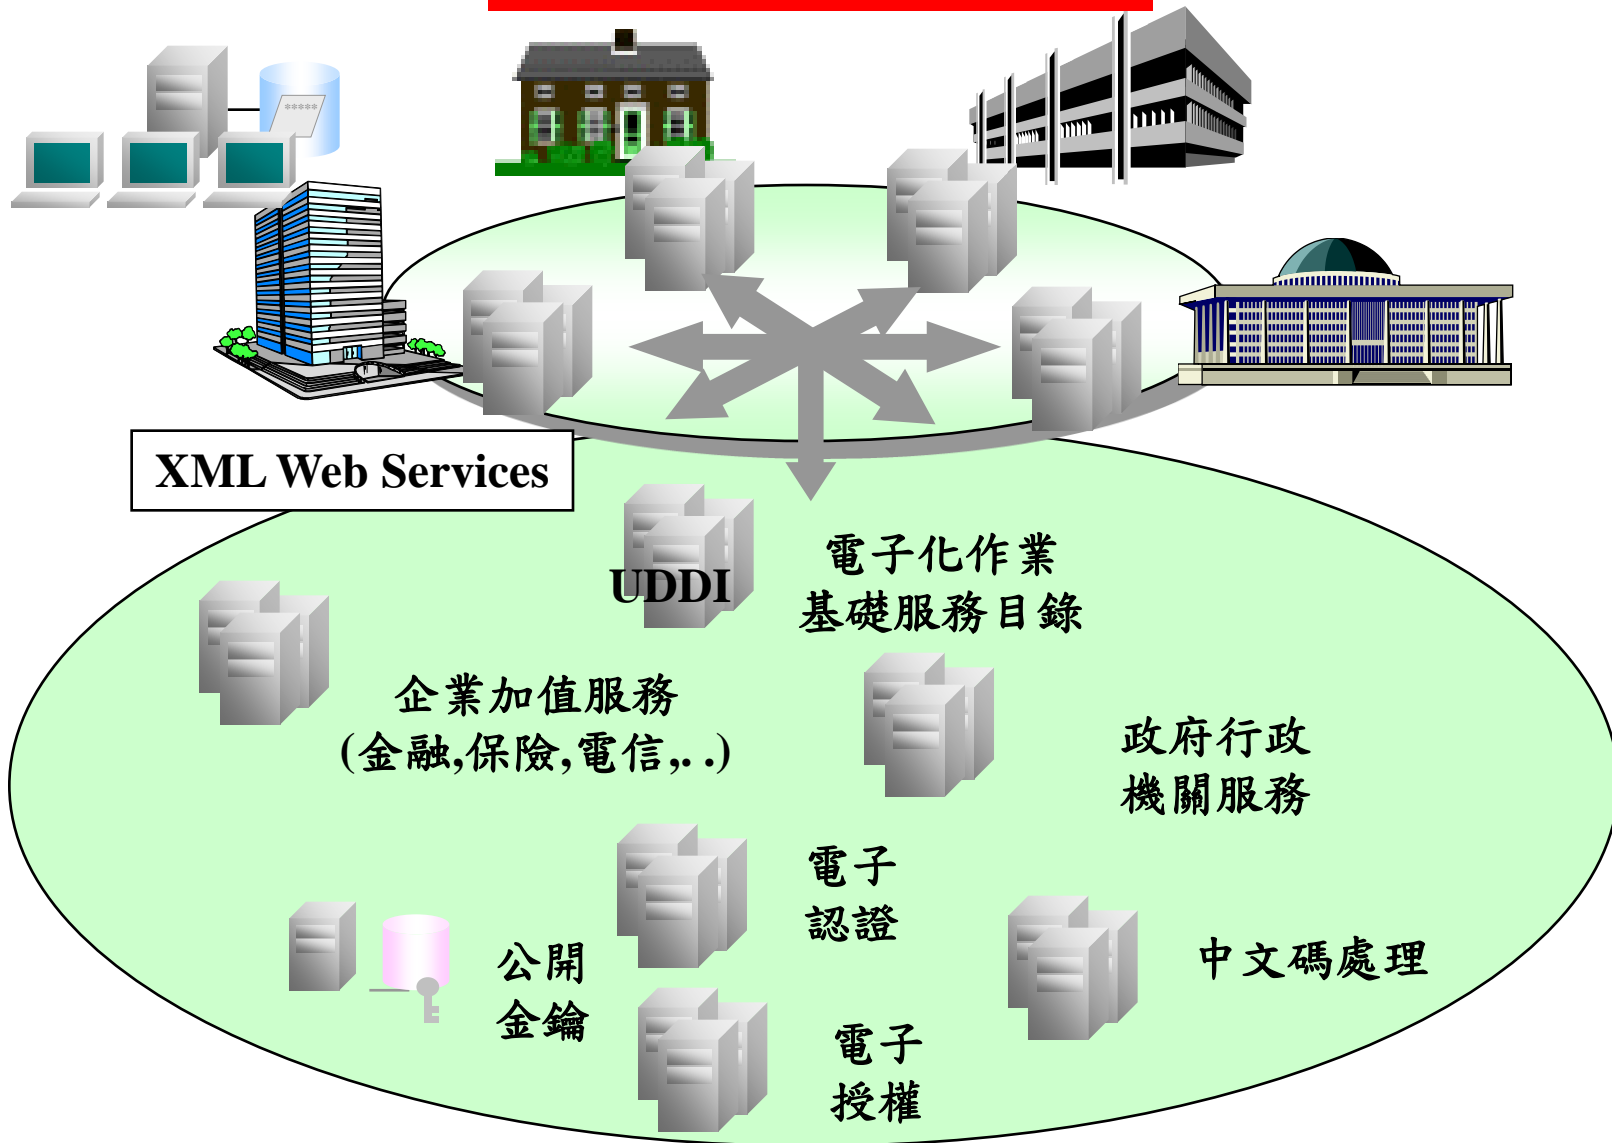 *****
XML Web Services
UDDI
電子化作業
基礎服務目錄
企業加值服務
(金融,保險,電信,. .)
政府行政
機關服務
電子
認證
公開
金鑰
中文碼處理
電子
授權